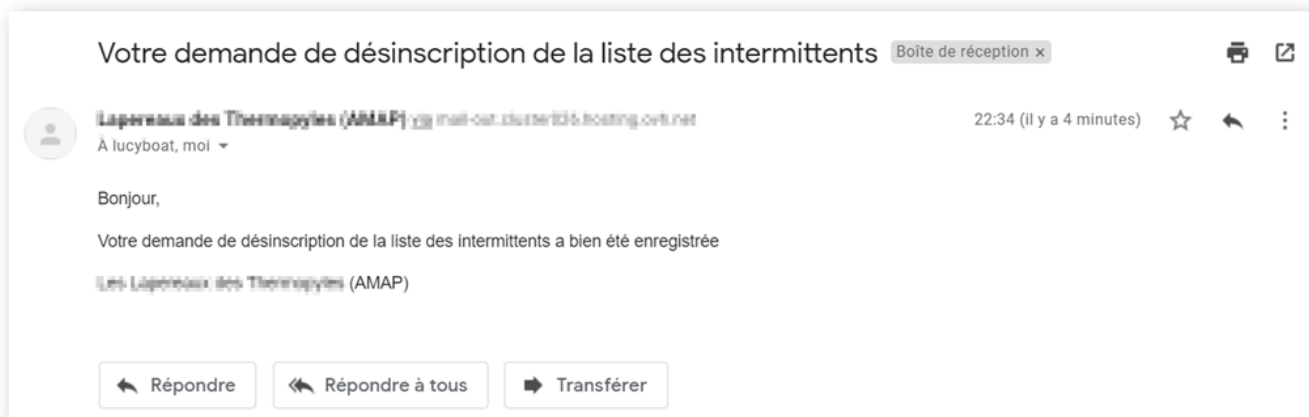 Votre demande de désinscription de la liste des intermittents Boîte de réception ×
22:34 (il y a 4 minutes)
À lucyboat, moi
Bonjour,
Votre demande de désinscription de la liste des intermittents a bien été enregistrée
(AMAP)
Répondre Répondre à tous Transférer